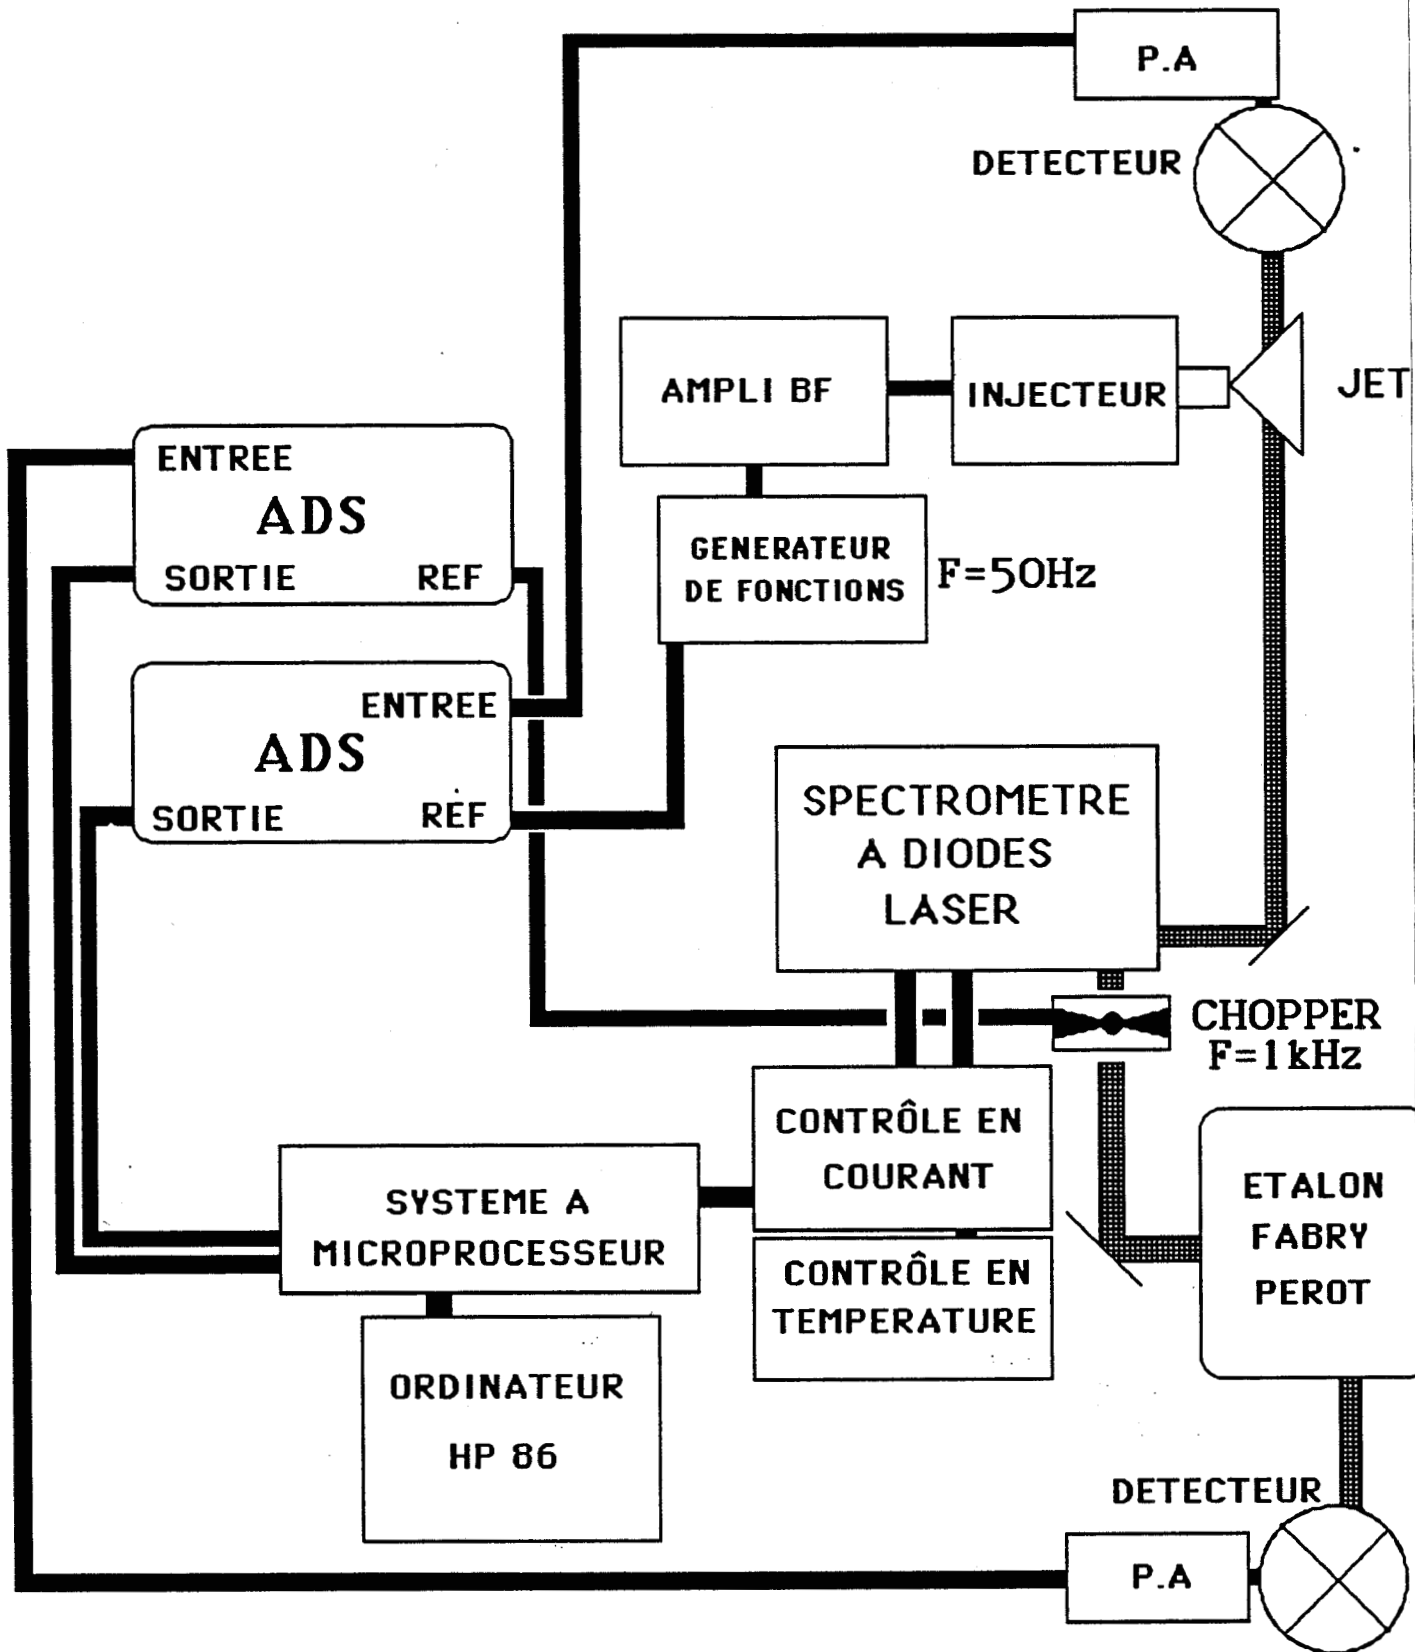 P.A
DETECTEUR
AMPLI BF
INJECTEUR
JET
ENTREE
ADS
SORTIE REF
GENERATEUR
DE FONCTIONS
F=50Hz
ENTREE
ADS
SORTIE REF
SPECTROMETRE
A DIODES
LASER
CHOPPER
F=1kHz
CONTRÔLE EN
COURANT
SYSTEME A
MICROPROCESSEUR
ETALON
FABRY
PEROT
CONTRÔLE EN
TEMPERATURE
ORDINATEUR
HP 86
DETECTEUR
P.A